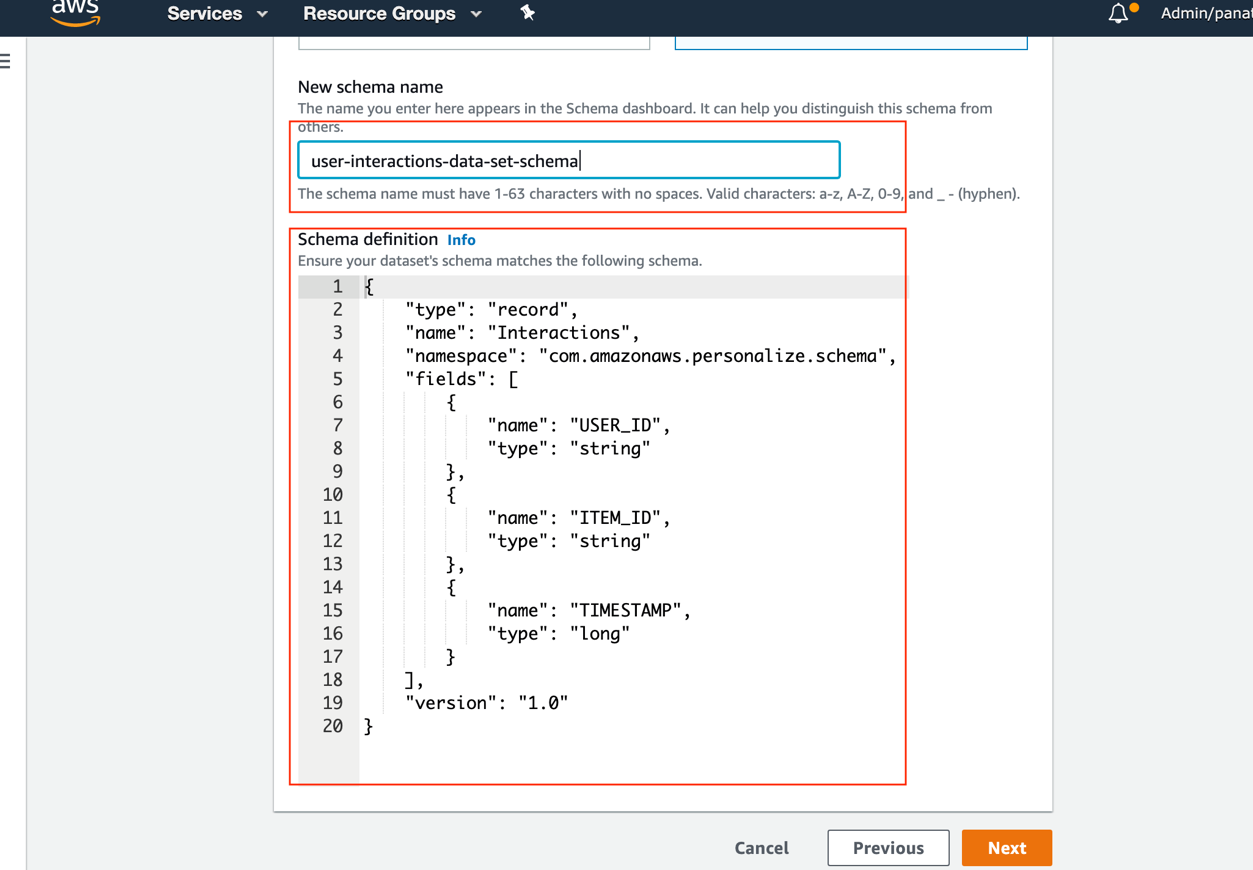 aws
Services
Resource Groups
Admin/panat
New schema name
The name you enter here appears in the Schema dashboard. It can help you distinguish this schema from
others.
user-interactions-data-set-schema
The schema name must have 1-63 characters with no spaces. Valid characters: a-z, A-Z, 0-9, and _ - (hyphen).
Schema definition Info
Ensure your dataset's schema matches the following schema.
1 {
2 "type": "record",
3 "name": "Interactions",
4 "namespace": "com.amazonaws.personalize.schema",
5 "fields": [
6 {
7 "name": "USER_ID",
8 "type": "string"
9 },
10 {
11 "name": "ITEM_ID",
12 "type": "string"
13 },
14 {
15 "name": "TIMESTAMP",
16 "type": "long"
17 }
18 ],
19 "version": "1.0"
20 }
Cancel
Previous
Next